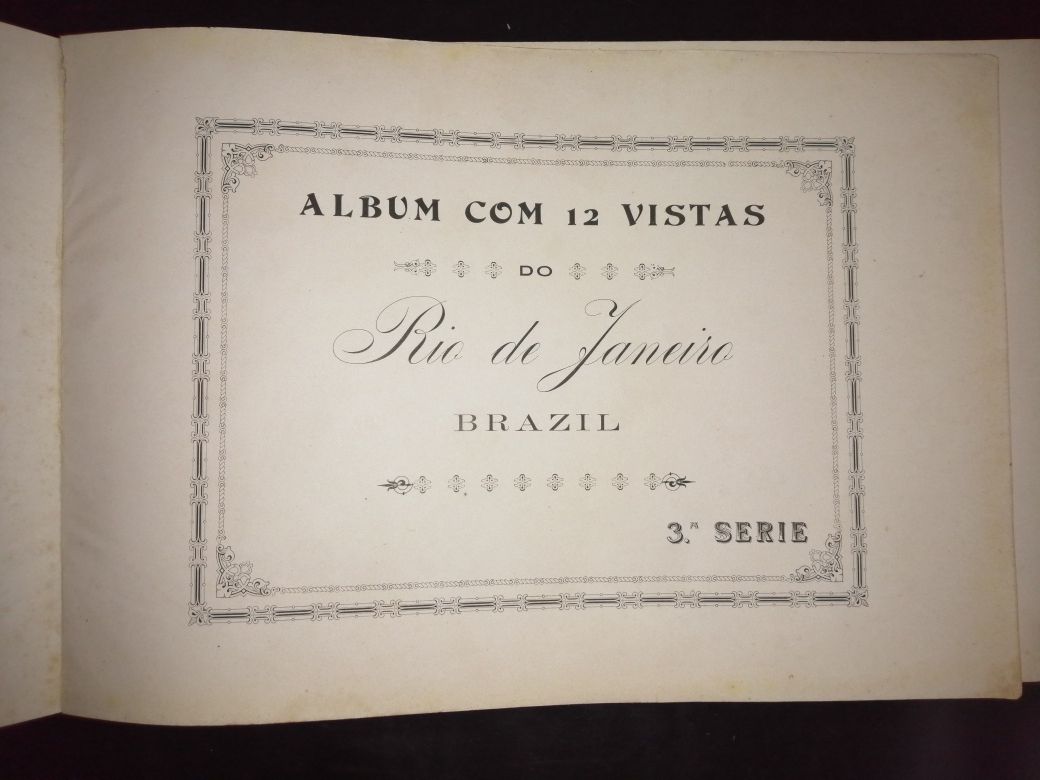 ALBUM COM 12 VISTAS
DO
Rio de Janeiro
BRAZIL
3.ᴬ SERIE